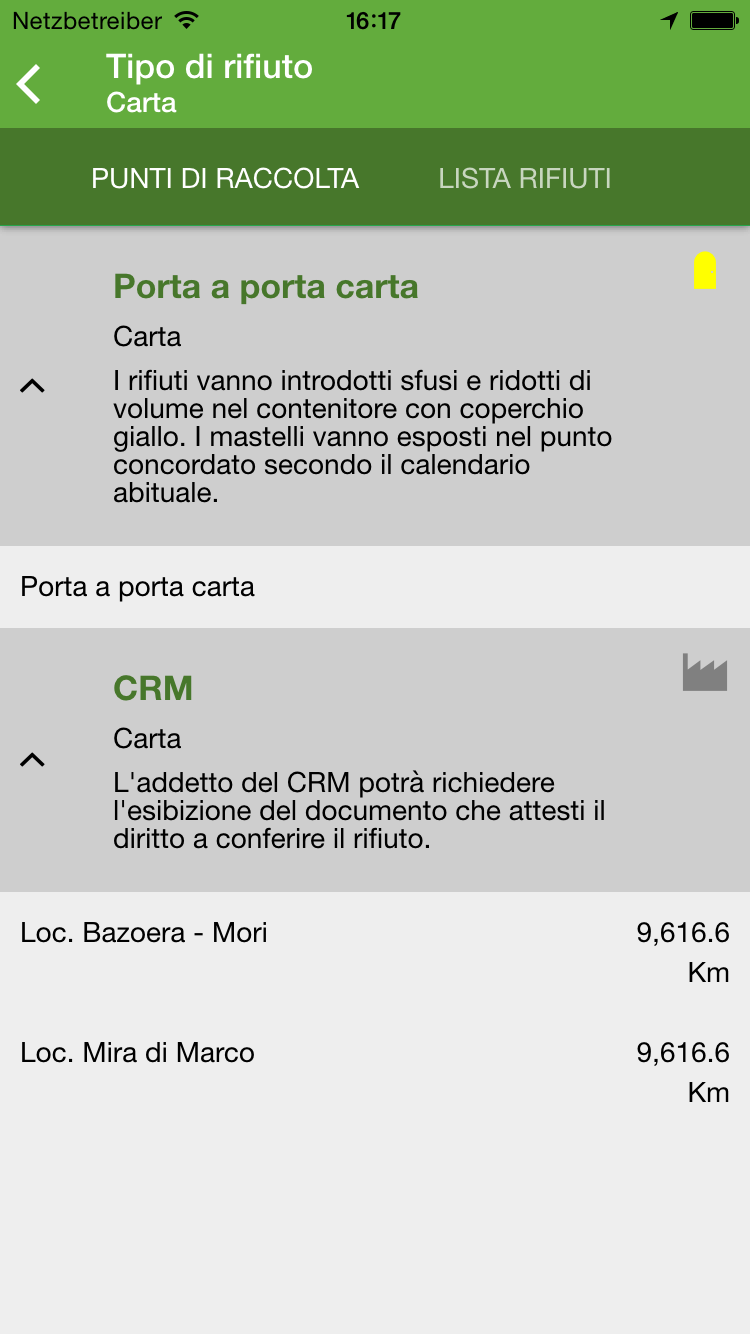 Netzbetreiber 16:17
Tipo di rifiuto
Carta
PUNTI DI RACCOLTA LISTA RIFIUTI
Porta a porta carta
Carta
I rifiuti vanno introdotti sfusi e ridotti di
volume nel contenitore con coperchio
giallo. I mastelli vanno esposti nel punto
concordato secondo il calendario
abituale.
Porta a porta carta
CRM
Carta
L'addetto del CRM potrà richiedere
l'esibizione del documento che attesti il
diritto a conferire il rifiuto.
Loc. Bazoera - Mori 9,616.6
Km
Loc. Mira di Marco 9,616.6
Km